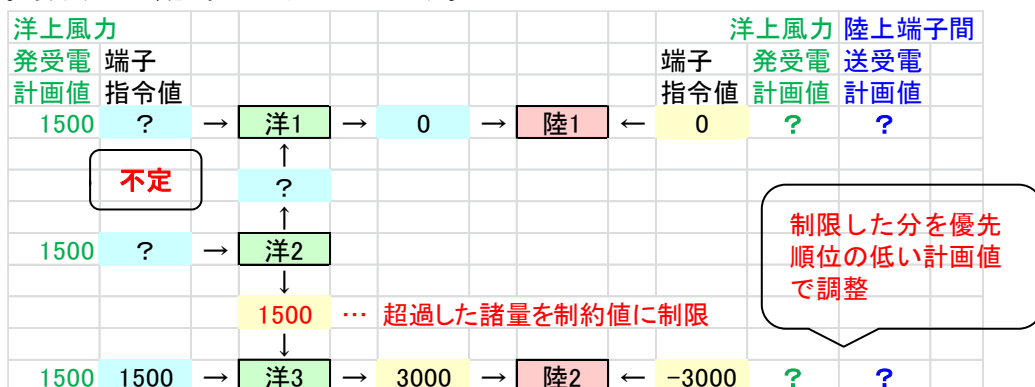 洋上風力 洋上風力 陸上端子間
発受電 端子 端子 発受電 送受電
計画値 指令値 指令値 計画値 計画値
1500 ? → 洋1 → 0 → 陸1 ← 0 ? ?
↑
不定 ?
↑
1500 ? → 洋2
↓
1500 … 超過した諸量を制約値に制限
↓
1500 1500 → 洋3 → 3000 → 陸2 ← -3000 ? ?
制限した分を優先
順位の低い計画値
で調整